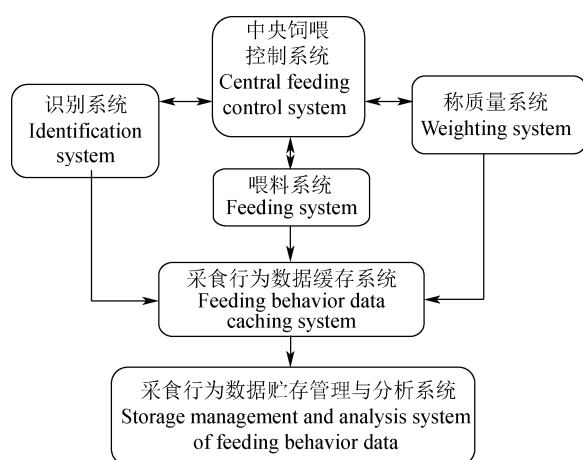 中央饲喂
控制系统
Central feeding
control system
识别系统
Identification
system
称质量系统
Weighting system
喂料系统
Feeding system
采食行为数据缓存系统
Feeding behavior data
caching system
采食行为数据贮存管理与分析系统
Storage management and analysis system
of feeding behavior data